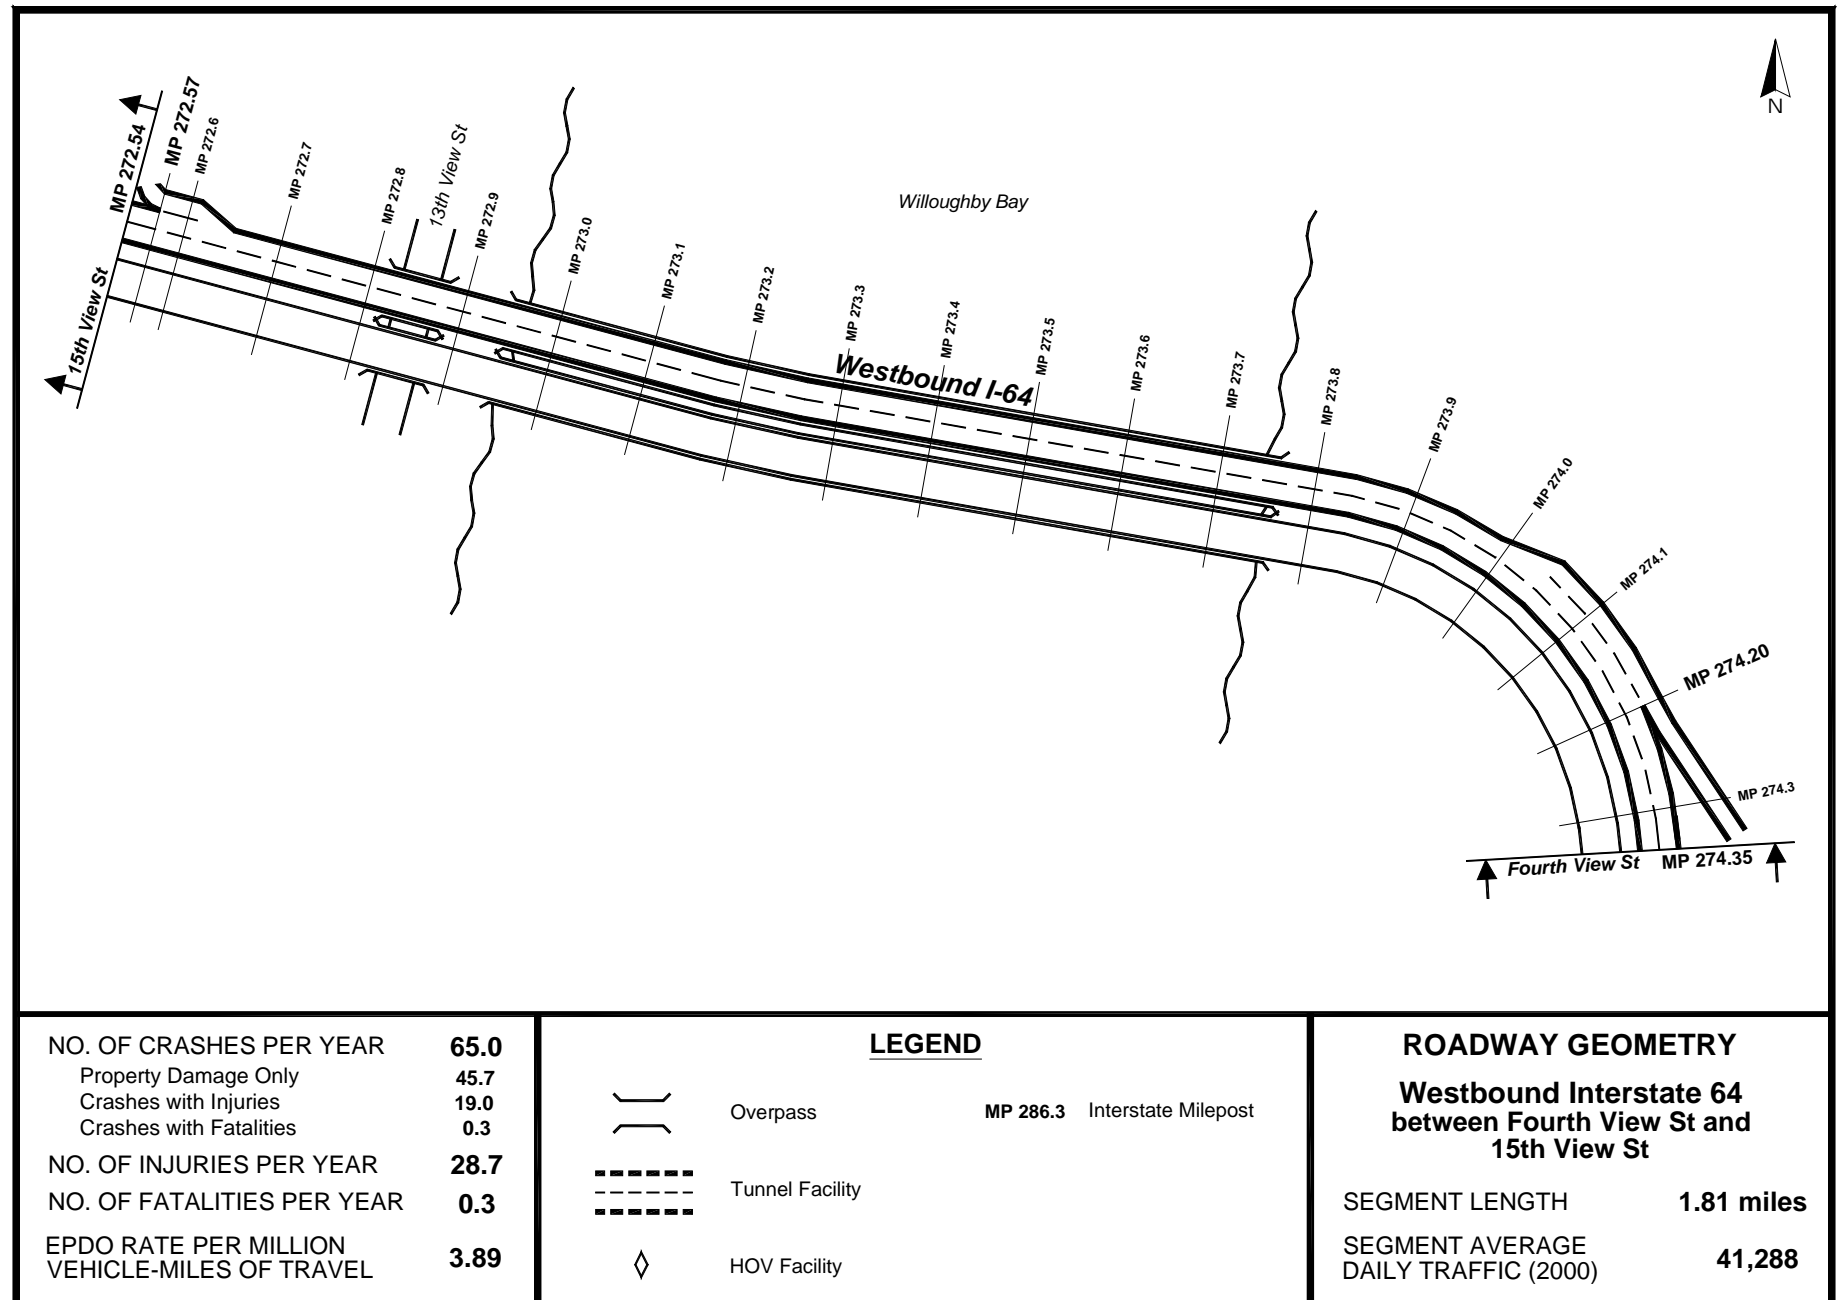 N
MP 272.54
MP 272.57
MP 272.6
MP 272.7
MP 272.8
13th View St
MP 272.9
MP 273.0
MP 273.1
MP 273.2
MP 273.3
MP 273.4
MP 273.5
MP 273.6
MP 273.7
MP 273.8
MP 273.9
MP 274.0
MP 274.1
MP 274.20
MP 274.3
Willoughby Bay
Westbound I-64
15th View St
Fourth View St MP 274.35
NO. OF CRASHES PER YEAR 65.0
Property Damage Only 45.7
Crashes with Injuries 19.0
Crashes with Fatalities 0.3
NO. OF INJURIES PER YEAR 28.7
NO. OF FATALITIES PER YEAR 0.3
EPDO RATE PER MILLION
VEHICLE-MILES OF TRAVEL 3.89
LEGEND
Overpass MP 286.3 Interstate Milepost
Tunnel Facility
HOV Facility
ROADWAY GEOMETRY
Westbound Interstate 64
between Fourth View St and
15th View St
SEGMENT LENGTH 1.81 miles
SEGMENT AVERAGE
DAILY TRAFFIC (2000) 41,288